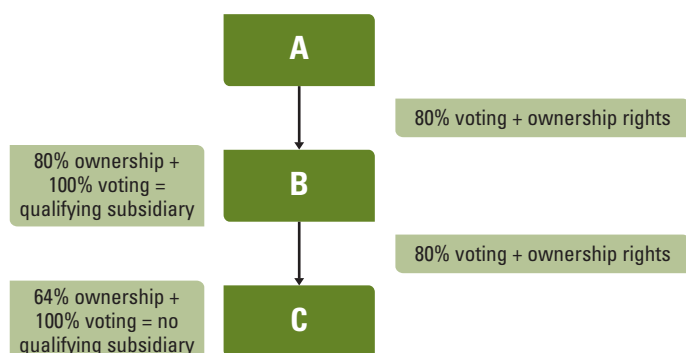 A
80% voting + ownership rights
80% ownership +
100% voting =
qualifying subsidiary
B
80% voting + ownership rights
64% ownership +
100% voting = no
qualifying subsidiary
C